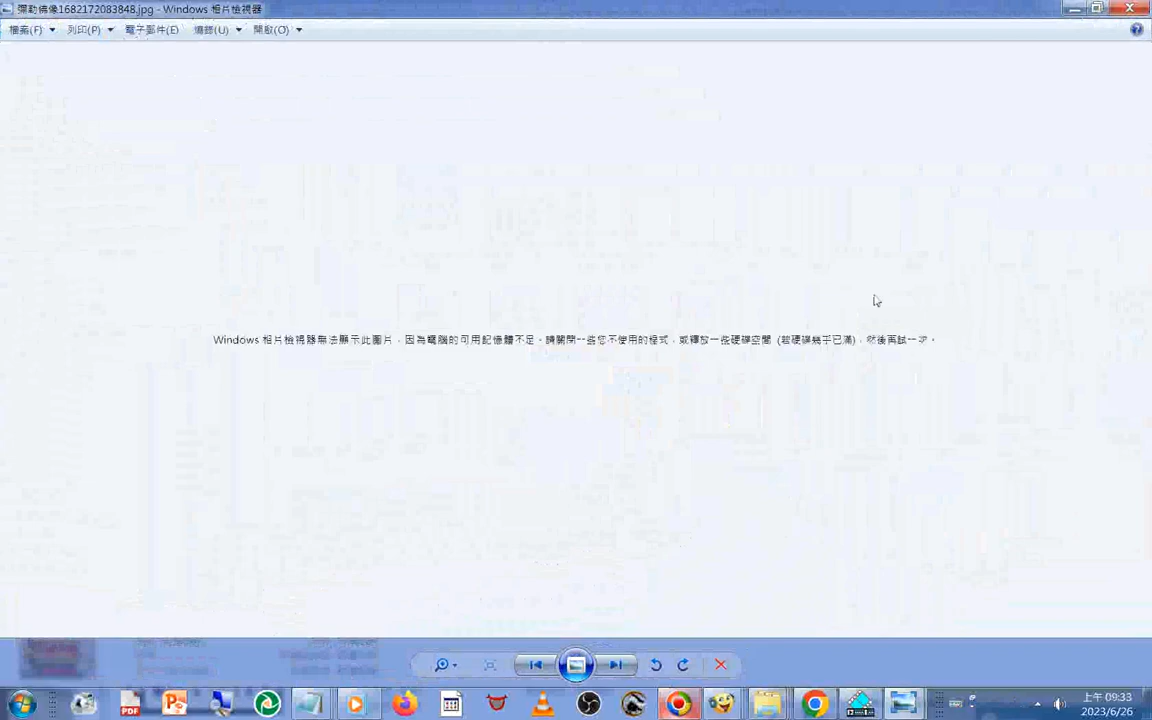 彌勒佛像1682172083848.jpg - Windows 相片檢視器
檔案(F) 列印(P) 電子郵件(E) 燒錄(U) 開啟(O)
Windows 相片檢視器無法顯示此圖片，因為電腦的可用記憶體不足。請關閉一些您不使用的程式，或釋放一些硬碟空間 (若硬碟幾乎已滿)，然後再試一次。
PDF
上午 09:33
2023/6/26